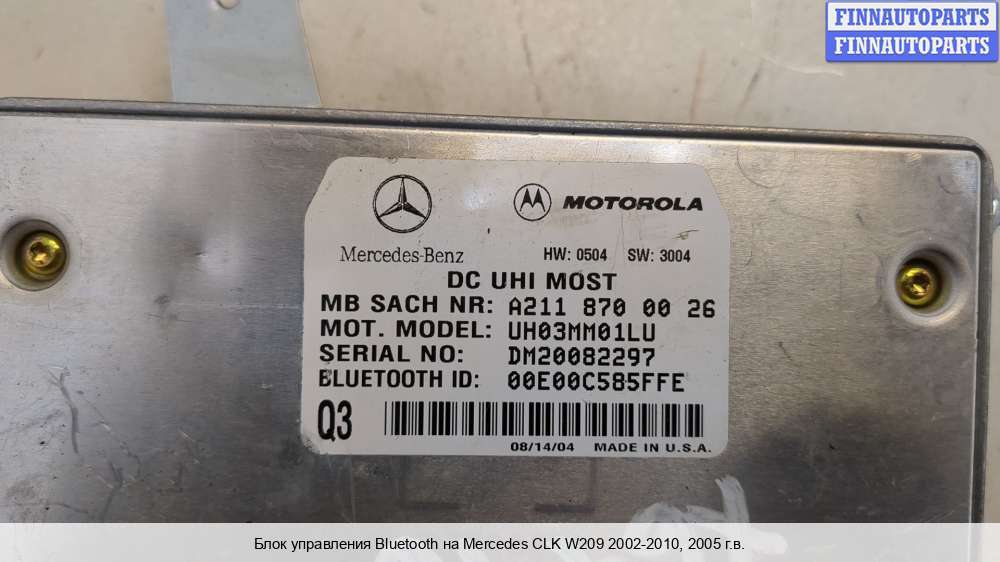 FINNAUTOPARTS
FINNAUTOPARTS
MOTOROLA
Mercedes-Benz HW: 0504 SW: 3004
DC UHI MOST
MB SACH NR: A211 870 00 26
MOT. MODEL: UH03MM01LU
SERIAL NO: DM20082297
BLUETOOTH ID: 00E00C585FFE
Q3
08/14/04 MADE IN U.S.A.
Блок управления Bluetooth на Mercedes CLK W209 2002-2010, 2005 г.в.